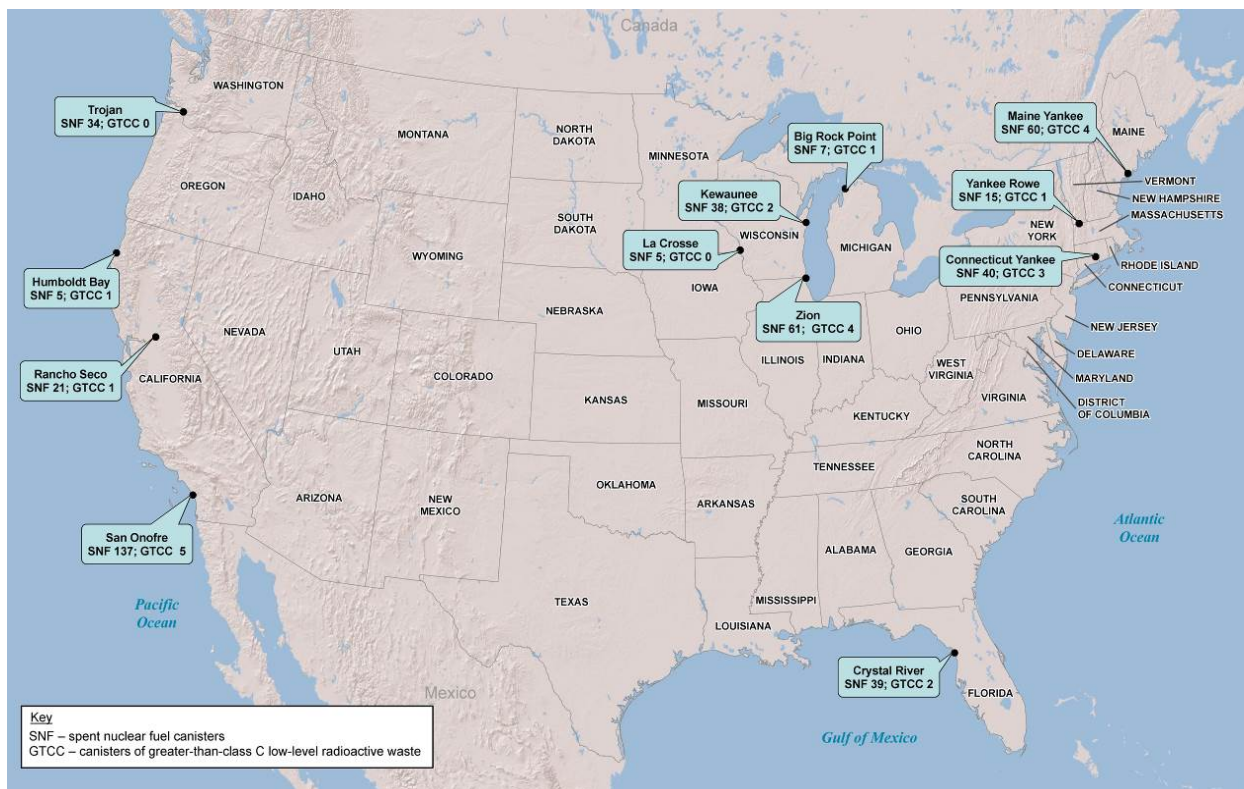 Canada
WASHINGTON
Trojan
SNF 34; GTCC 0
MONTANA
NORTH
DAKOTA
MINNESOTA
Big Rock Point
SNF 7; GTCC 1
Maine Yankee
SNF 60; GTCC 4
MAINE
OREGON
IDAHO
Kewaunee
SNF 38; GTCC 2
Yankee Rowe
SNF 15; GTCC 1
VERMONT
NEW HAMPSHIRE
MASSACHUSETTS
SOUTH
DAKOTA
WISCONSIN
MICHIGAN
NEW
YORK
La Crosse
SNF 5; GTCC 0
WYOMING
Connecticut Yankee
SNF 40; GTCC 3
RHODE ISLAND
CONNECTICUT
Humboldt Bay
SNF 5; GTCC 1
IOWA
NEBRASKA
PENNSYLVANIA
Zion
SNF 61; GTCC 4
NEW JERSEY
NEVADA
UTAH
OHIO
ILLINOIS
INDIANA
DELAWARE
Rancho Seco
SNF 21; GTCC 1
CALIFORNIA
COLORADO
WEST
VIRGINIA
MARYLAND
KANSAS
MISSOURI
VIRGINIA
DISTRICT
OF COLUMBIA
KENTUCKY
NORTH
CAROLINA
TENNESSEE
OKLAHOMA
ARIZONA
NEW
MEXICO
ARKANSAS
SOUTH
CAROLINA
San Onofre
SNF 137; GTCC 5
Atlantic
Ocean
ALABAMA
GEORGIA
Pacific
Ocean
TEXAS
MISSISSIPPI
LOUISIANA
Crystal River
SNF 39; GTCC 2
FLORIDA
Mexico
Gulf of Mexico
Key
SNF – spent nuclear fuel canisters
GTCC – canisters of greater-than-class C low-level radioactive waste